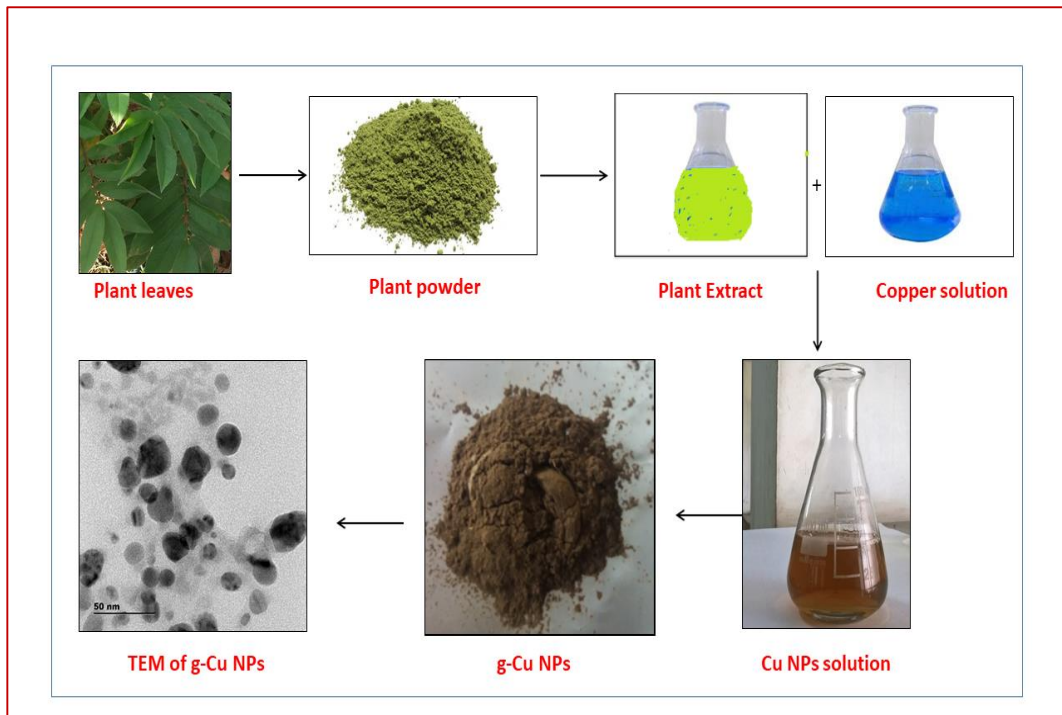 +
Plant leaves
Plant powder
Plant Extract
Copper solution
50 nm
TEM of g-Cu NPs
g-Cu NPs
Cu NPs solution